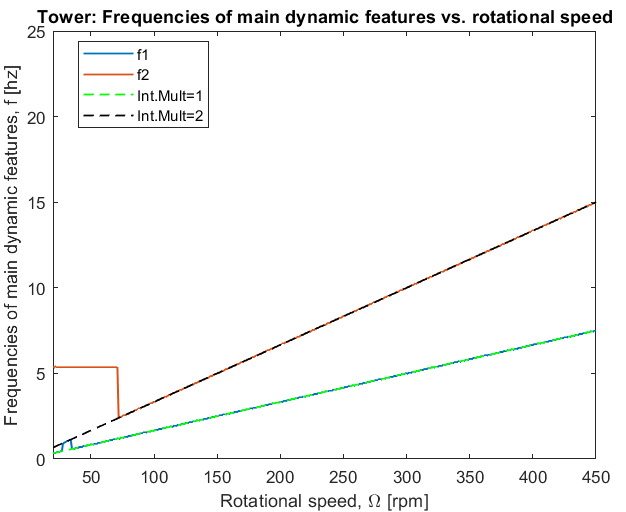 Tower: Frequencies of main dynamic features vs. rotational speed
f1
f2
Int.Mult=1
Int.Mult=2
Frequencies of main dynamic features, f [hz]
25
20
15
10
5
0
50
100
150
200
250
300
350
400
450
Rotational speed, Ω [rpm]